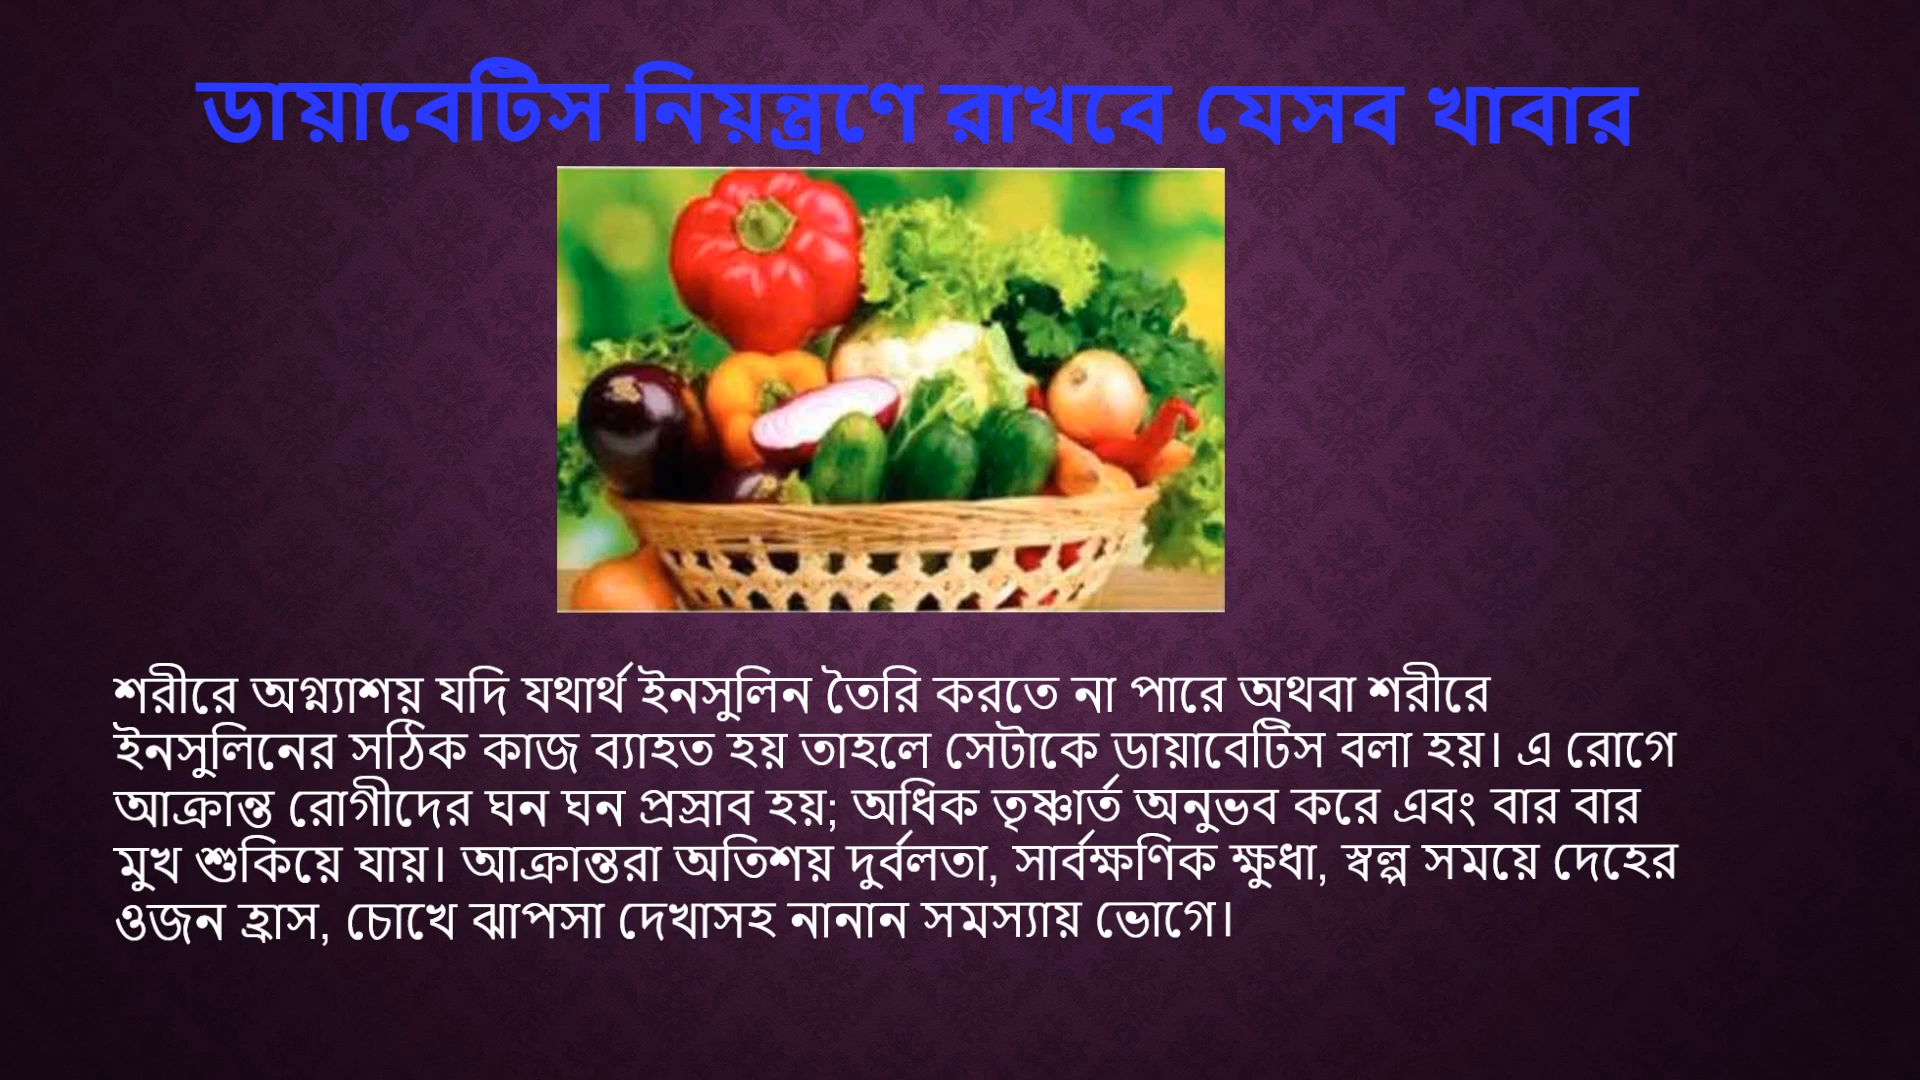 ডায়াবেটিস নিয়ন্ত্রণে রাখবে যেসব খাবার
শরীরে অগ্ন্যাশয় যদি যথার্থ ইনসুলিন তৈরি করতে না পারে অথবা শরীরে
ইনসুলিনের সঠিক কাজ ব্যাহত হয় তাহলে সেটাকে ডায়াবেটিস বলা হয়। এ রোগে
আক্রান্ত রোগীদের ঘন ঘন প্রস্রাব হয়; অধিক তৃষ্ণার্ত অনুভব করে এবং বার বার
মুখ শুকিয়ে যায়। আক্রান্তরা অতিশয় দুর্বলতা, সার্বক্ষণিক ক্ষুধা, স্বল্প সময়ে দেহের
ওজন হ্রাস, চোখে ঝাপসা দেখাসহ নানান সমস্যায় ভোগে।